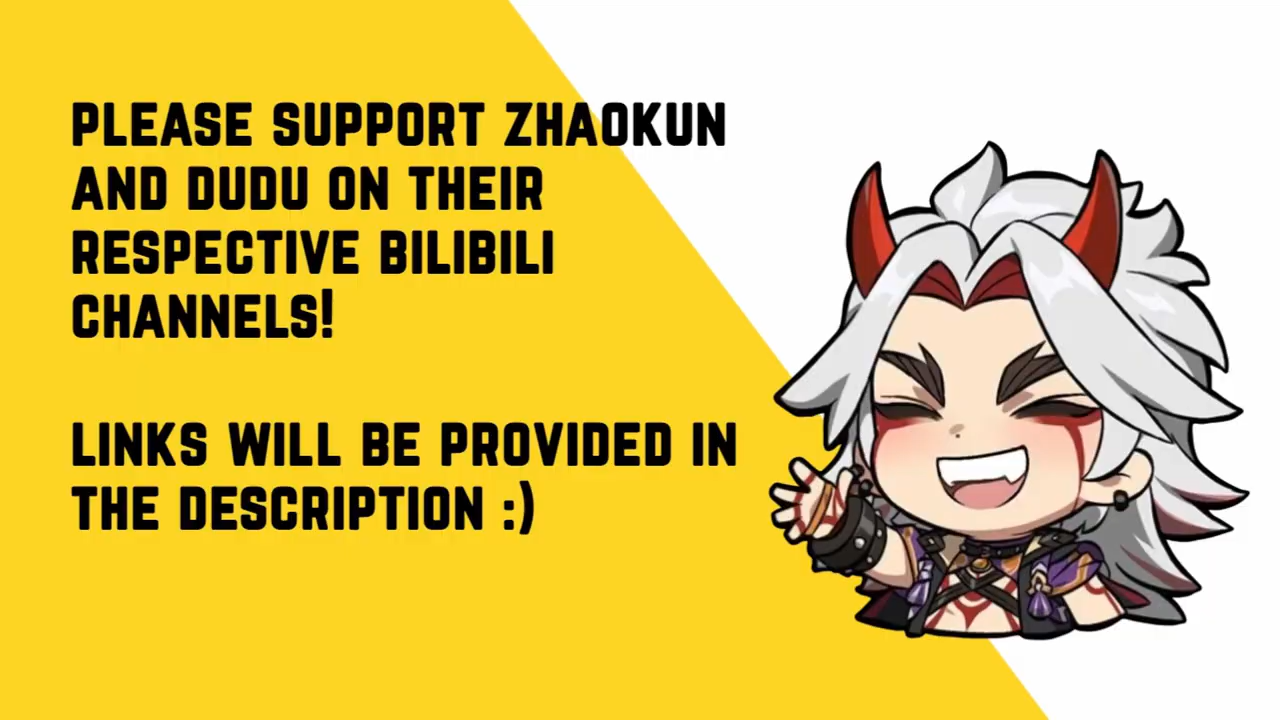 PLEASE SUPPORT ZHAOKUN
AND DUDU ON THEIR
RESPECTIVE BILIBILI
CHANNELS!
LINKS WILL BE PROVIDED IN
THE DESCRIPTION :)